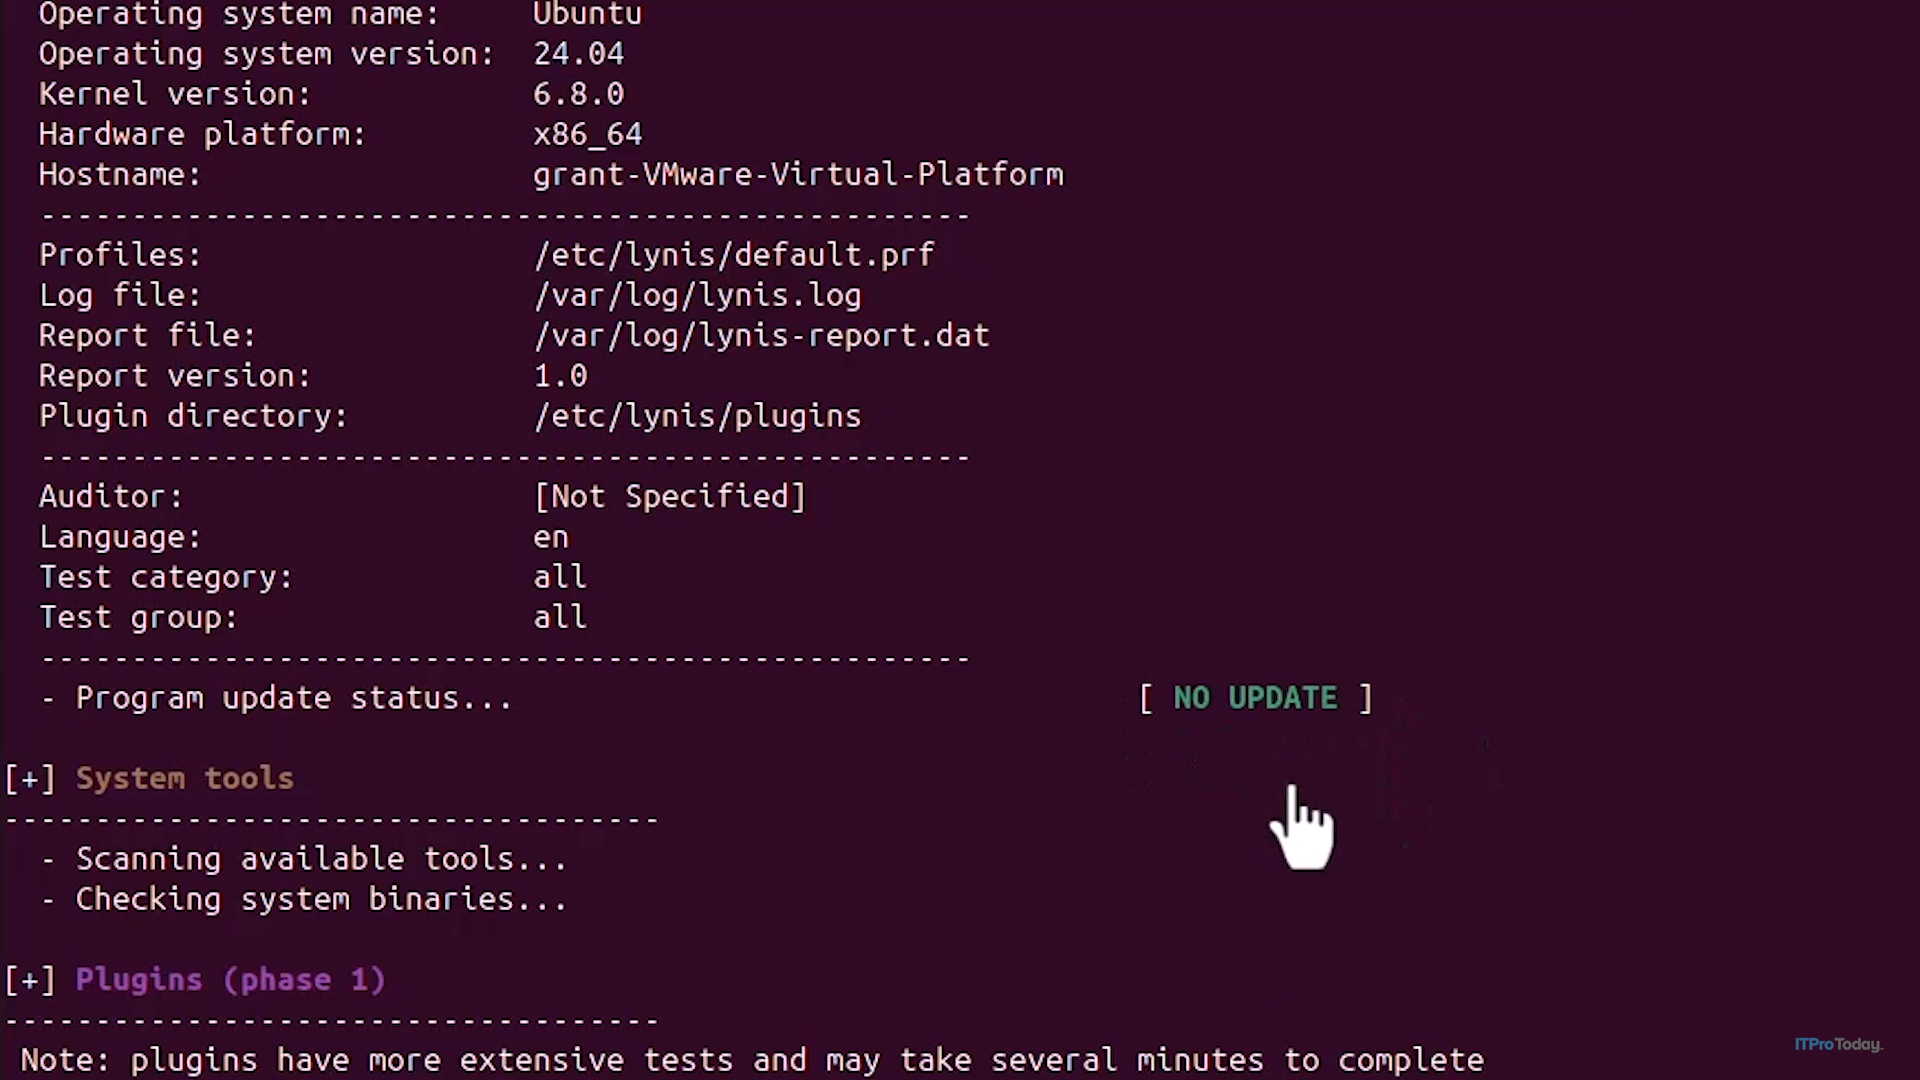 Operating system name: Ubuntu
Operating system version: 24.04
Kernel version: 6.8.0
Hardware platform: x86_64
Hostname: grant-VMware-Virtual-Platform
---------------------------------------------------
Profiles: /etc/lynis/default.prf
Log file: /var/log/lynis.log
Report file: /var/log/lynis-report.dat
Report version: 1.0
Plugin directory: /etc/lynis/plugins
---------------------------------------------------
Auditor: [Not Specified]
Language: en
Test category: all
Test group: all
---------------------------------------------------
- Program update status... [ NO UPDATE ]
[+] System tools
------------------------------------
- Scanning available tools...
- Checking system binaries...
[+] Plugins (phase 1)
------------------------------------
Note: plugins have more extensive tests and may take several minutes to complete
ITProToday.